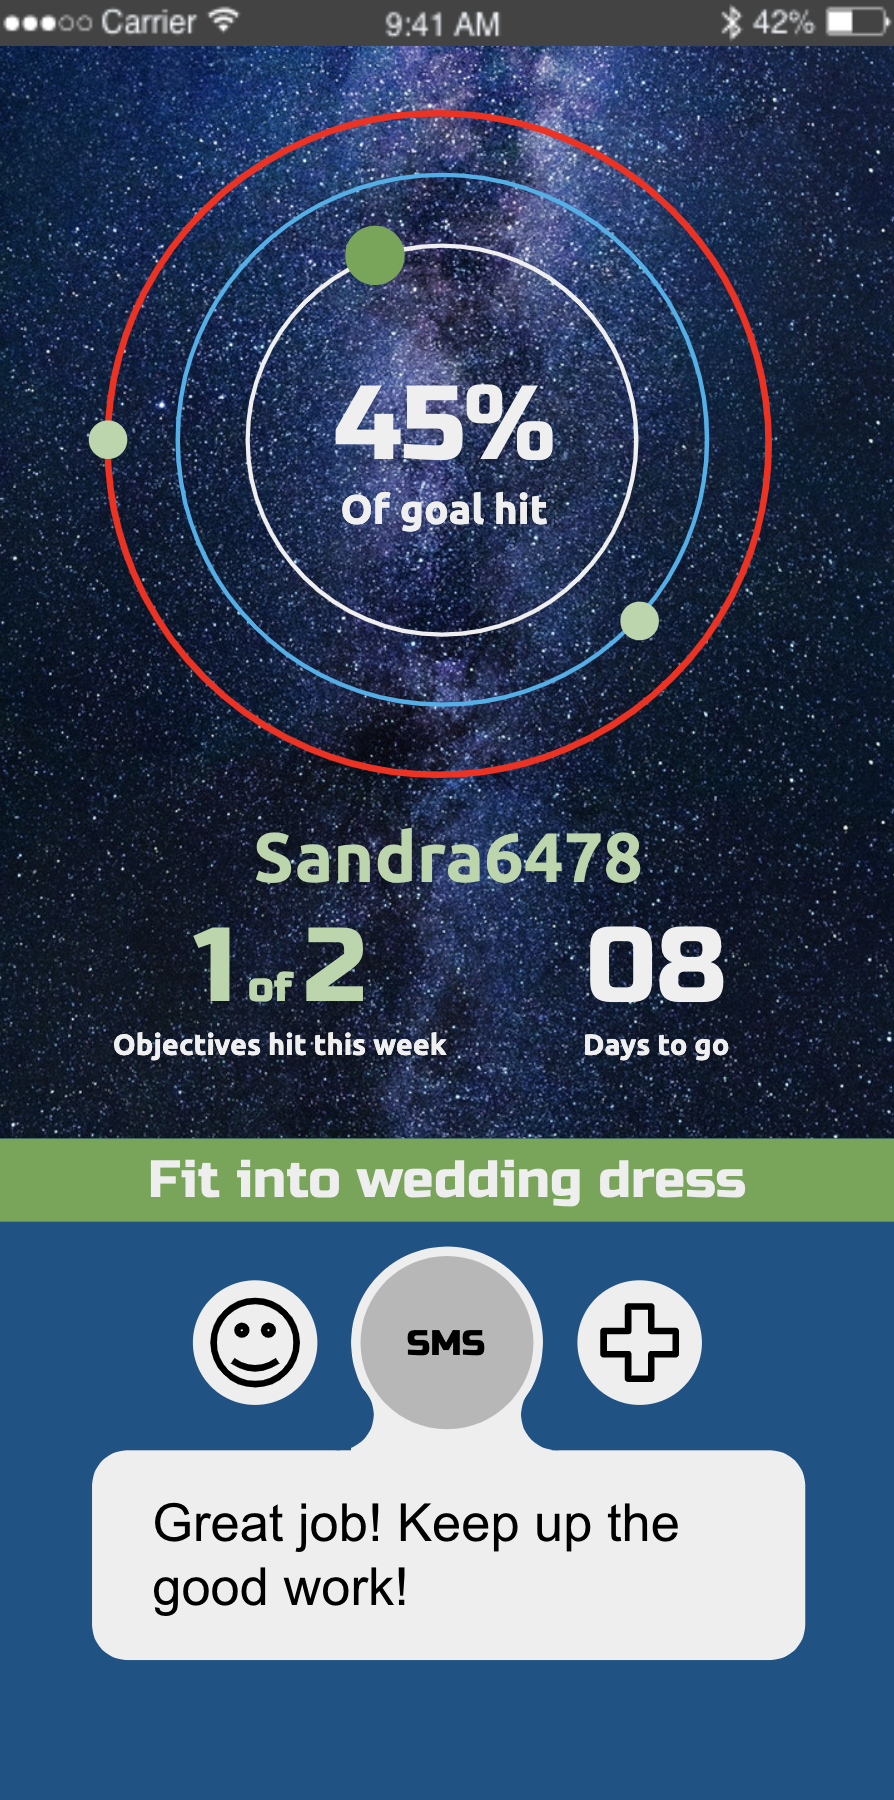 Carrier 9:41 AM 42%
45%
Of goal hit
Sandra6478
1 of 2 08
Objectives hit this week Days to go
Fit into wedding dress
SMS
Great job! Keep up the
good work!